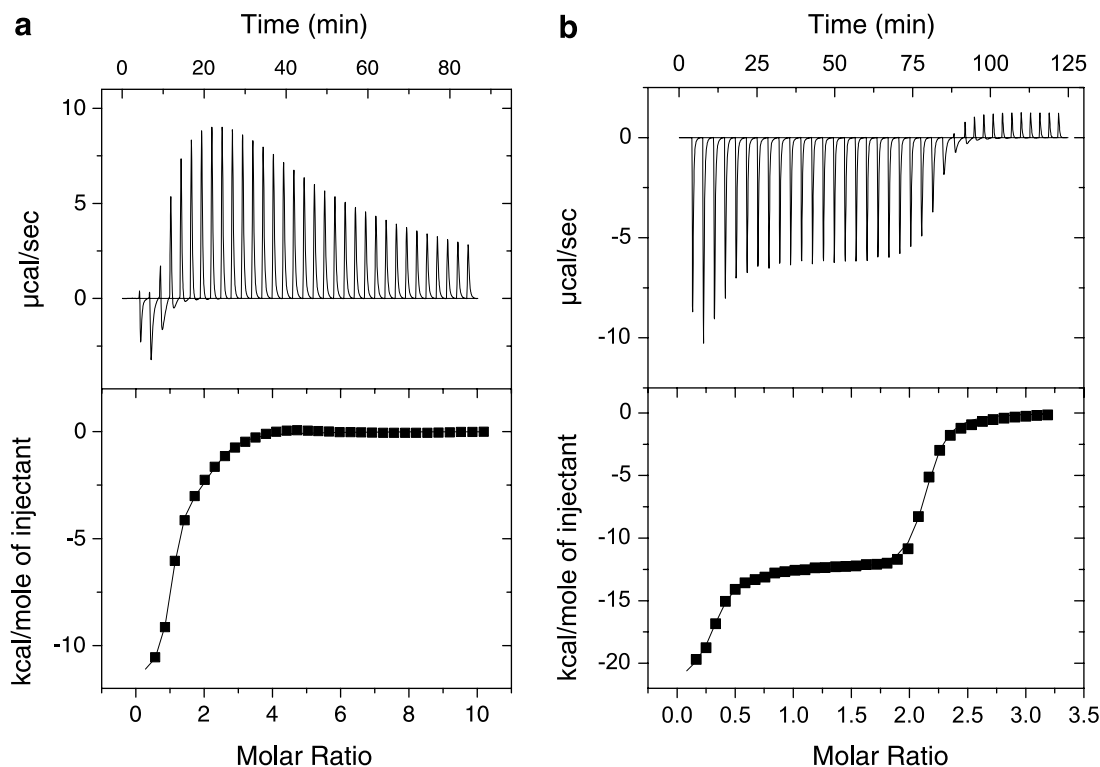 a
Time (min)
0 20 40 60 80
10
5
0
µcal/sec
0
-5
-10
kcal/mole of injectant
0 2 4 6 8 10
Molar Ratio
b
Time (min)
0 25 50 75 100 125
0
-5
-10
µcal/sec
0
-5
-10
-15
-20
kcal/mole of injectant
0.0 0.5 1.0 1.5 2.0 2.5 3.0 3.5
Molar Ratio